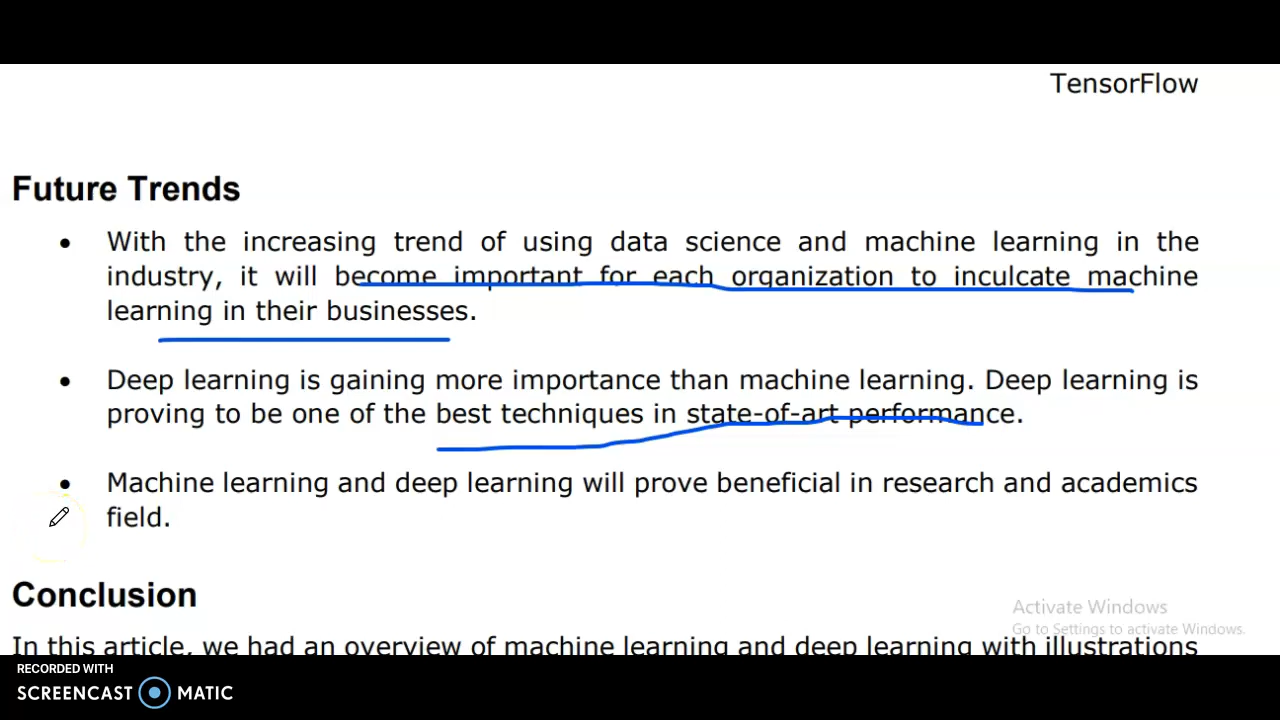 TensorFlow
Future Trends
• With the increasing trend of using data science and machine learning in the
industry, it will become important for each organization to inculcate machine
learning in their businesses.
• Deep learning is gaining more importance than machine learning. Deep learning is
proving to be one of the best techniques in state-of-art performance.
• Machine learning and deep learning will prove beneficial in research and academics
field.
Conclusion
Activate Windows
Go to Settings to activate Windows.
In this article, we had an overview of machine learning and deep learning with illustrations
RECORDED WITH
SCREENCAST MATIC